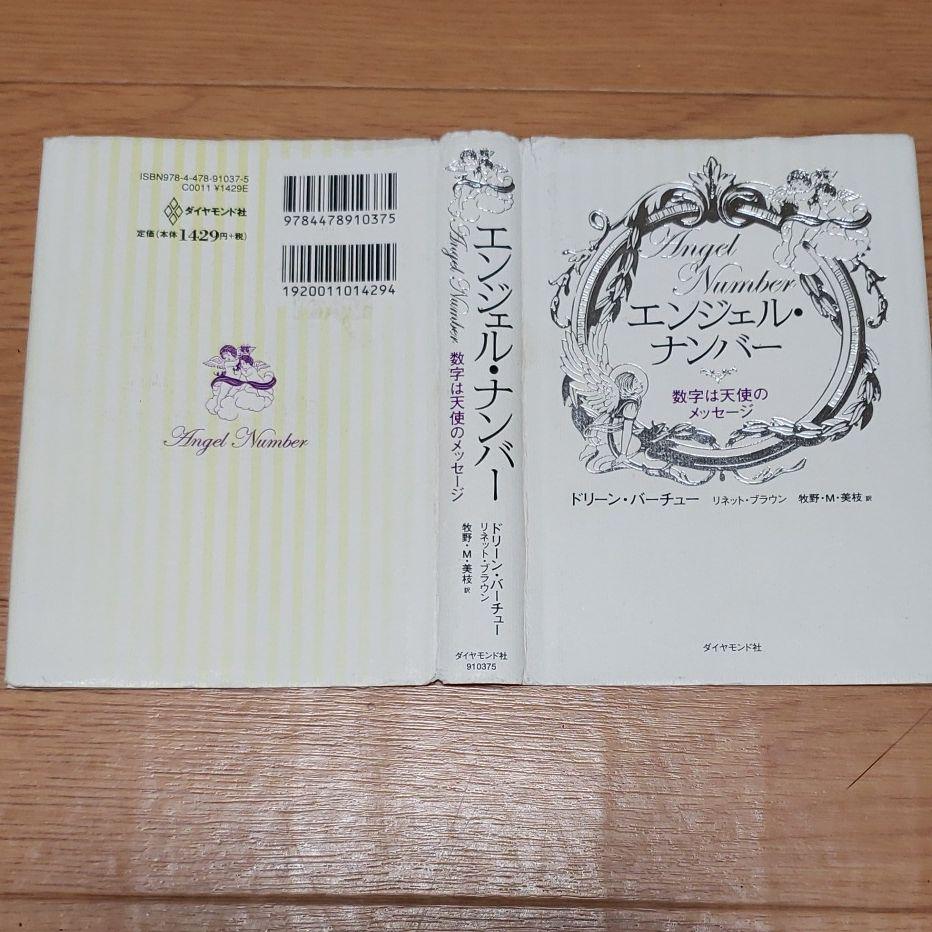 ISBN978-4-478-91037-5
C0011 ¥1429E
ダイヤモンド社
定価(本体1429円+税)
9784478910375
1920011014294
Angel Number
Angel Number
エンジェル・ナンバー
数字は天使のメッセージ
ドリーン・バーチュー
リネット・ブラウン
牧野・M・美枝 訳
ダイヤモンド社
910375
Angel
Number
エンジェル・
ナンバー
数字は天使の
メッセージ
ドリーン・バーチュー リネット・ブラウン 牧野・M・美枝 訳
ダイヤモンド社